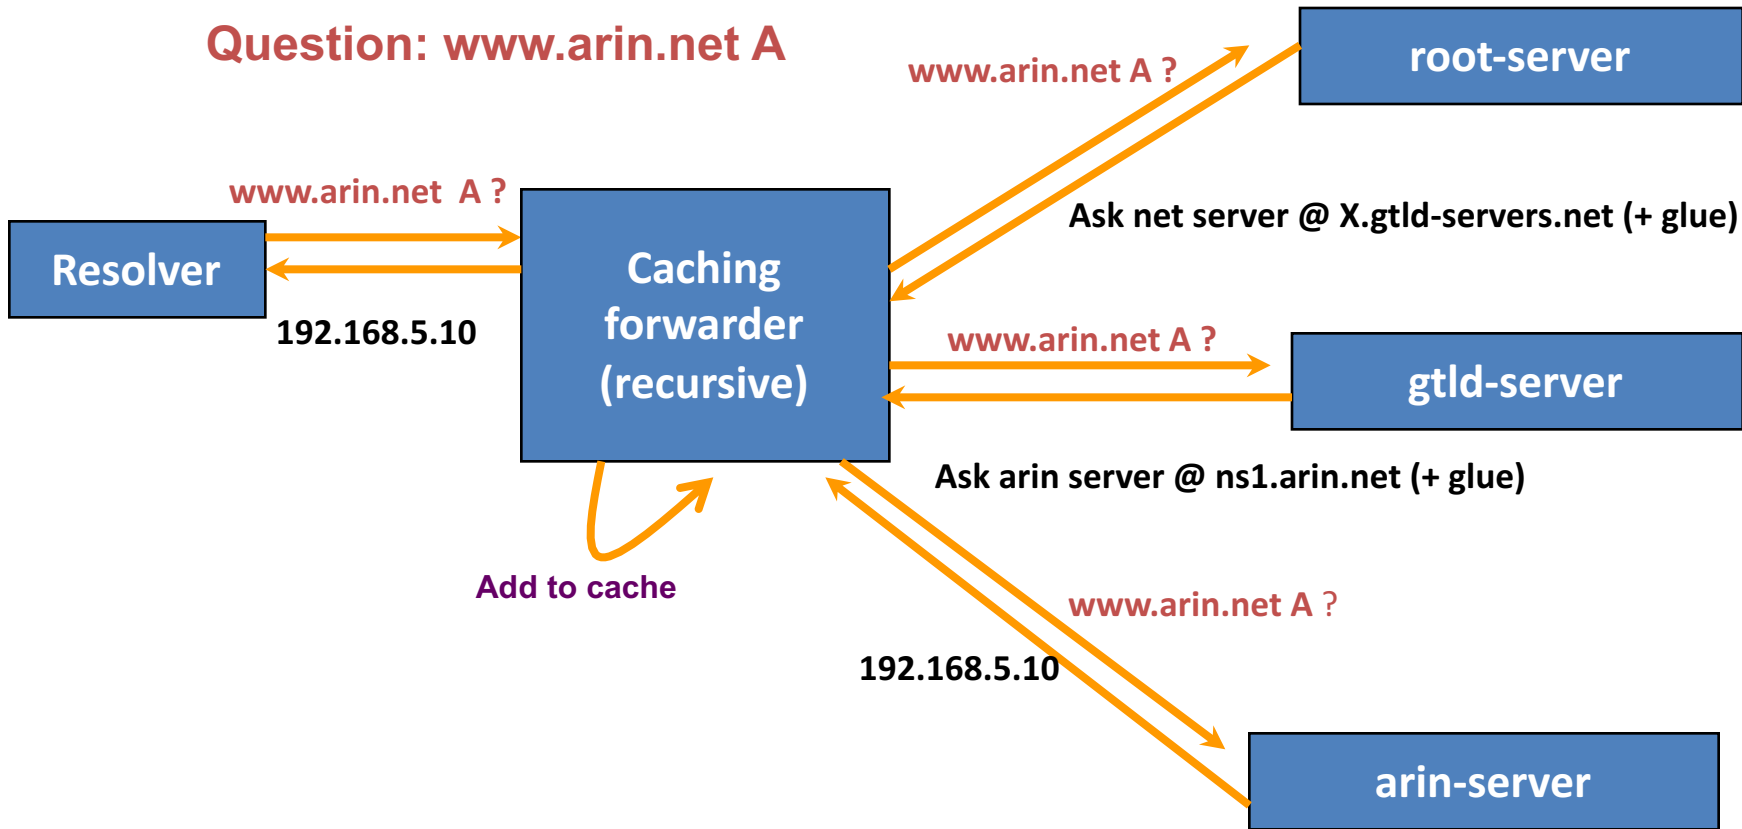 Question: www.arin.net A
root-server
www.arin.net A ?
www.arin.net  A ?
Ask net server @ X.gtld-servers.net (+ glue)
Resolver
Caching
forwarder
(recursive)
192.168.5.10
www.arin.net A ?
gtld-server
Ask arin server @ ns1.arin.net (+ glue)
Add to cache
www.arin.net A ?
192.168.5.10
arin-server